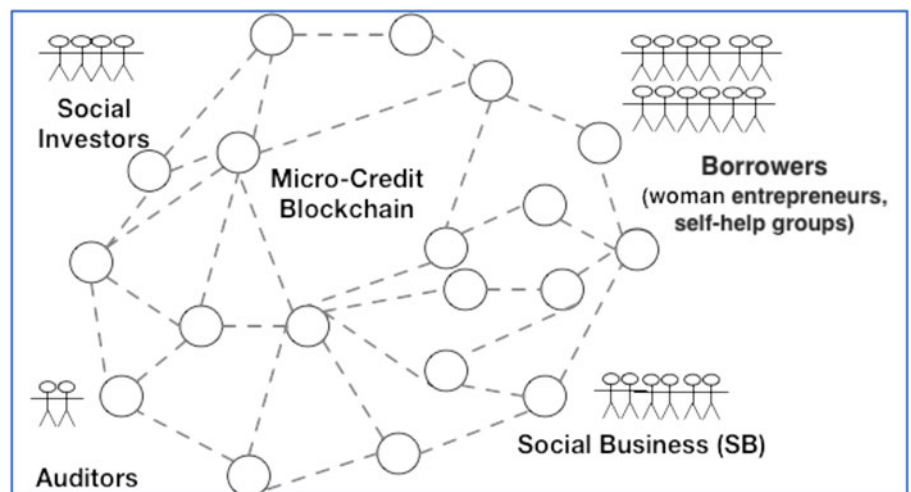 Social
Investors
Micro-Credit
Blockchain
Borrowers
(woman entrepreneurs,
self-help groups)
Social Business (SB)
Auditors